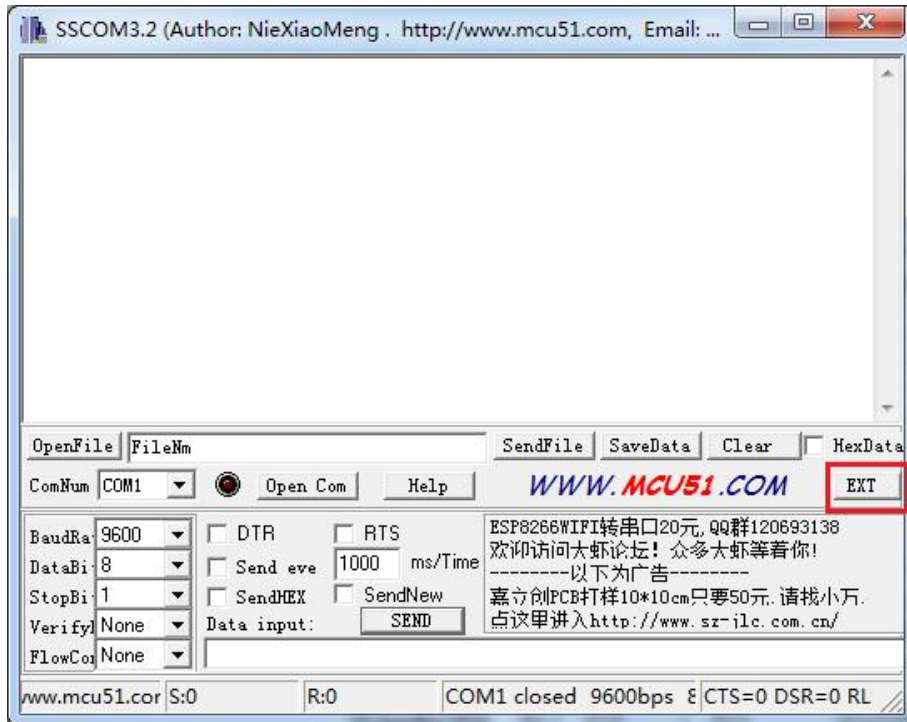 SSCOM3.2 (Author: NieXiaoMeng . http://www.mcu51.com, Email: ...
OpenFile FileNm SendFile SaveData Clear HexData
ComNum COM1 Open Com Help WWW.MCU51.COM EXT
BaudRa 9600 DTR RTS
DataBi 8 Send eve 1000 ms/Time
StopBi 1 SendHEX SendNew
Verifyl None Data input: SEND
FlowCon None
ESP8266WIFI转串口20元,QQ群120693138
欢迎访问大虾论坛! 众多大虾等着你!
--------以下为广告--------
嘉立创PCB打样10*10cm只要50元.请找小万.
点这里进入http://www.sz-jlc.com.cn/
www.mcu51.cor S:0 R:0 COM1 closed 9600bps 8 CTS=0 DSR=0 RL